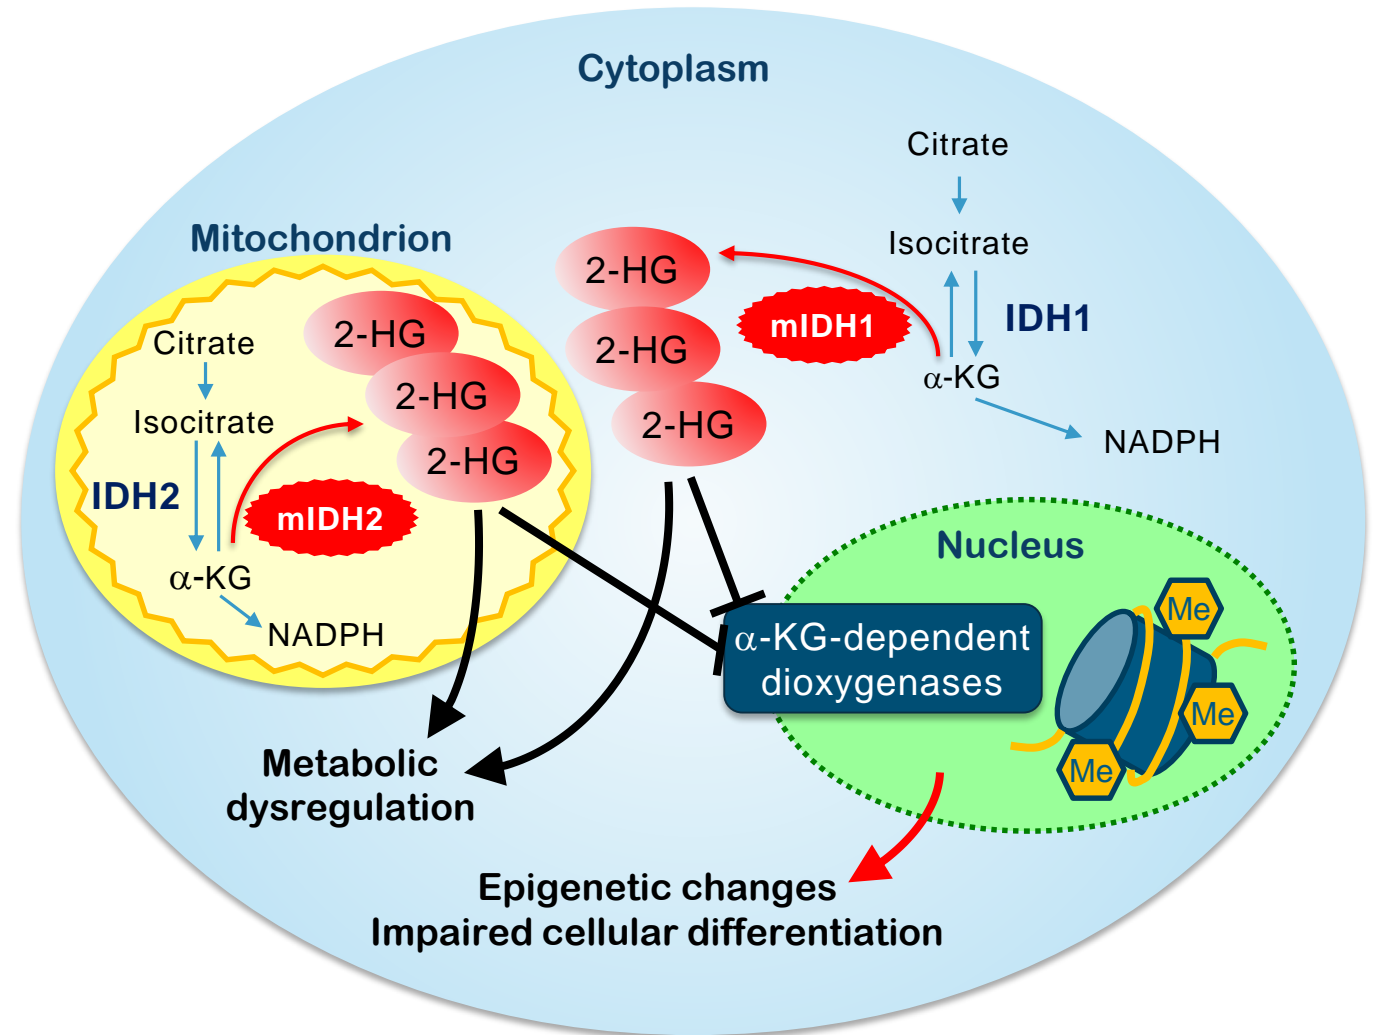 Cytoplasm
Citrate
Isocitrate
IDH1
mIDH1
α-KG
NADPH
2-HG
2-HG
2-HG
Mitochondrion
Citrate
Isocitrate
IDH2
mIDH2
α-KG
NADPH
2-HG
2-HG
2-HG
Nucleus
α-KG-dependent
dioxygenases
Me
Me
Me
Metabolic
dysregulation
Epigenetic changes
Impaired cellular differentiation